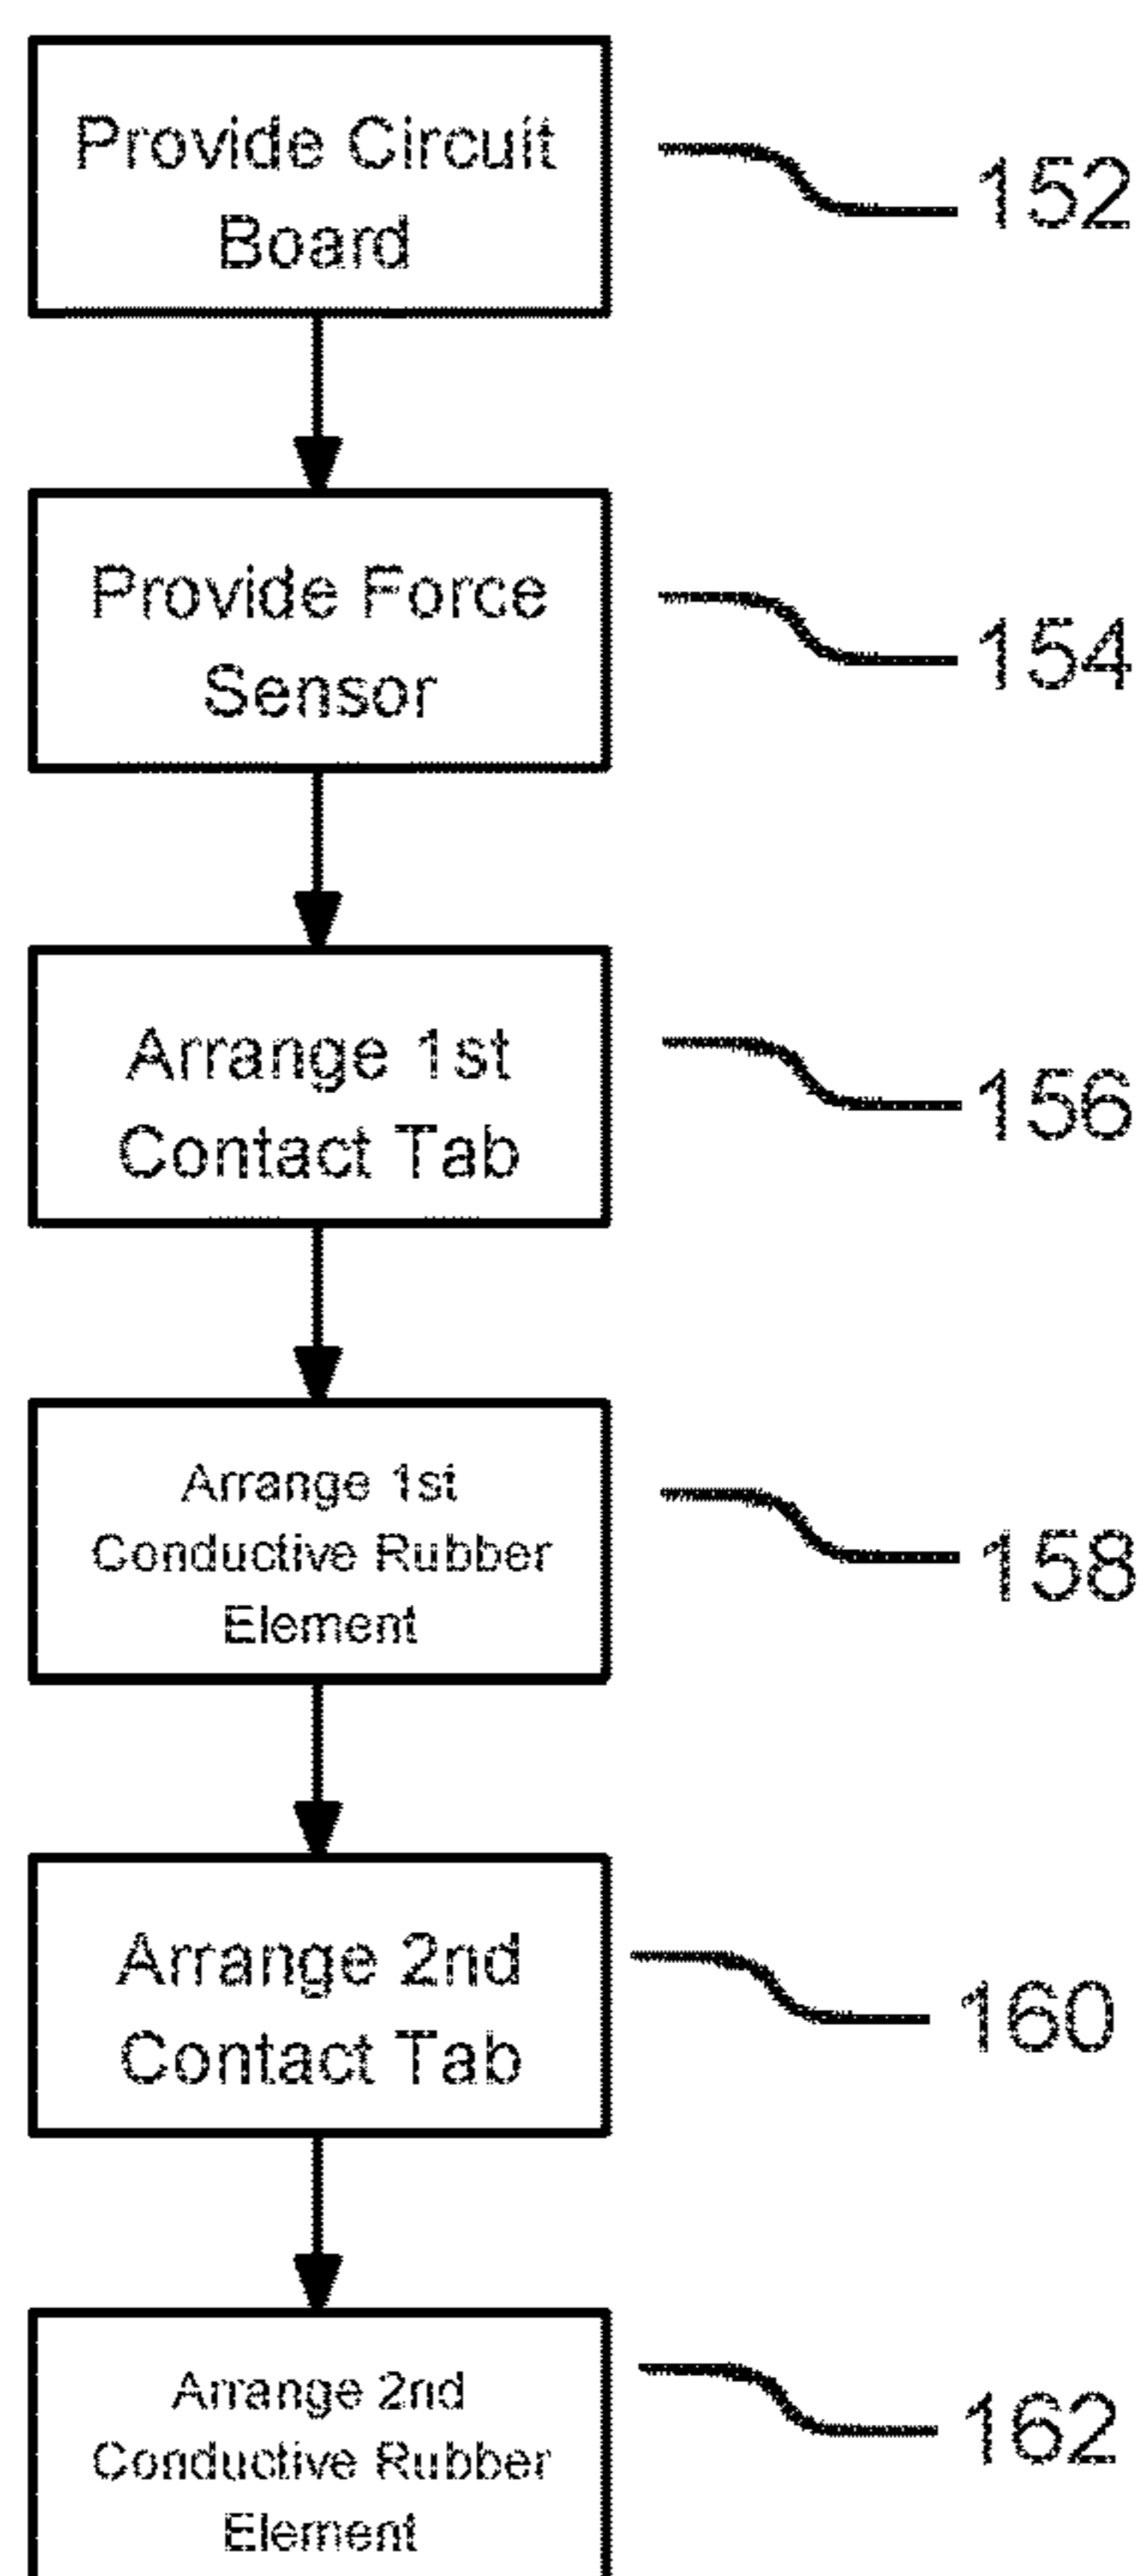 Provide Circuit
Board
152
Provide Force
Sensor
154
Arrange 1st
Contact Tab
156
Arrange 1st
Conductive Rubber
Element
158
Arrange 2nd
Contact Tab
160
Arrange 2nd
Conductive Rubber
Element
162